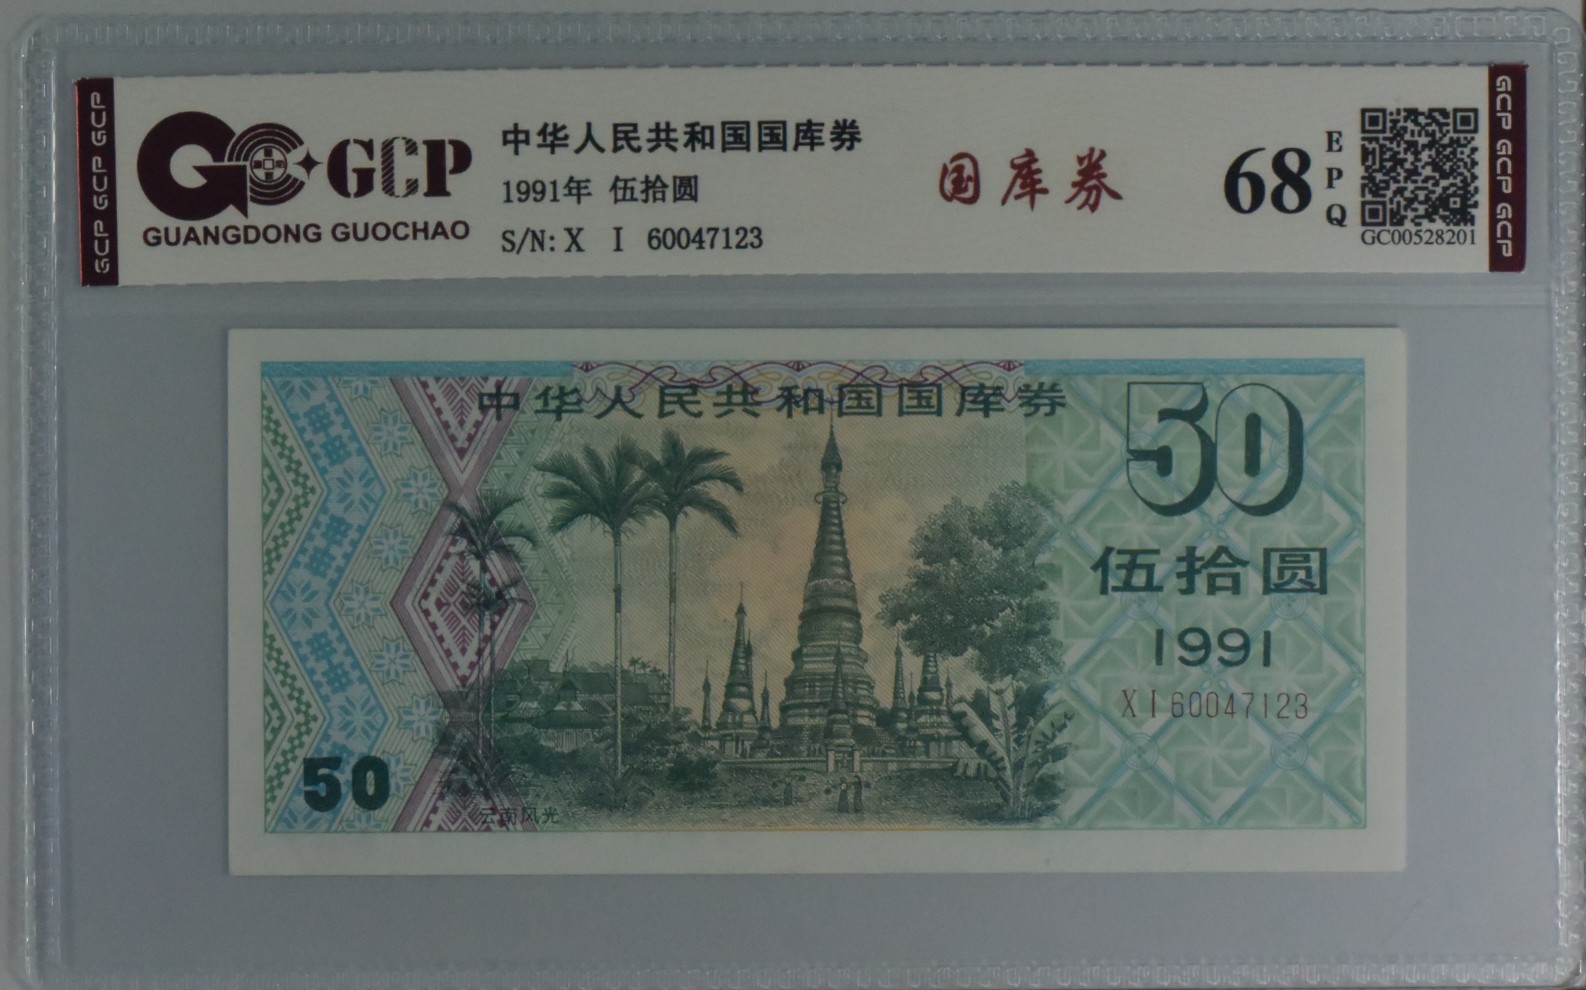 GCP GCP GCP
GCP
GUANGDONG GUOCHAO
中华人民共和国国库券
1991年 伍拾圆
S/N: X I 60047123
国库券
68
EPQ
GC00528201
GCP GCP GCP
中华人民共和国国库券
50
伍拾圆
1991
X I 60047123
50
云南风光